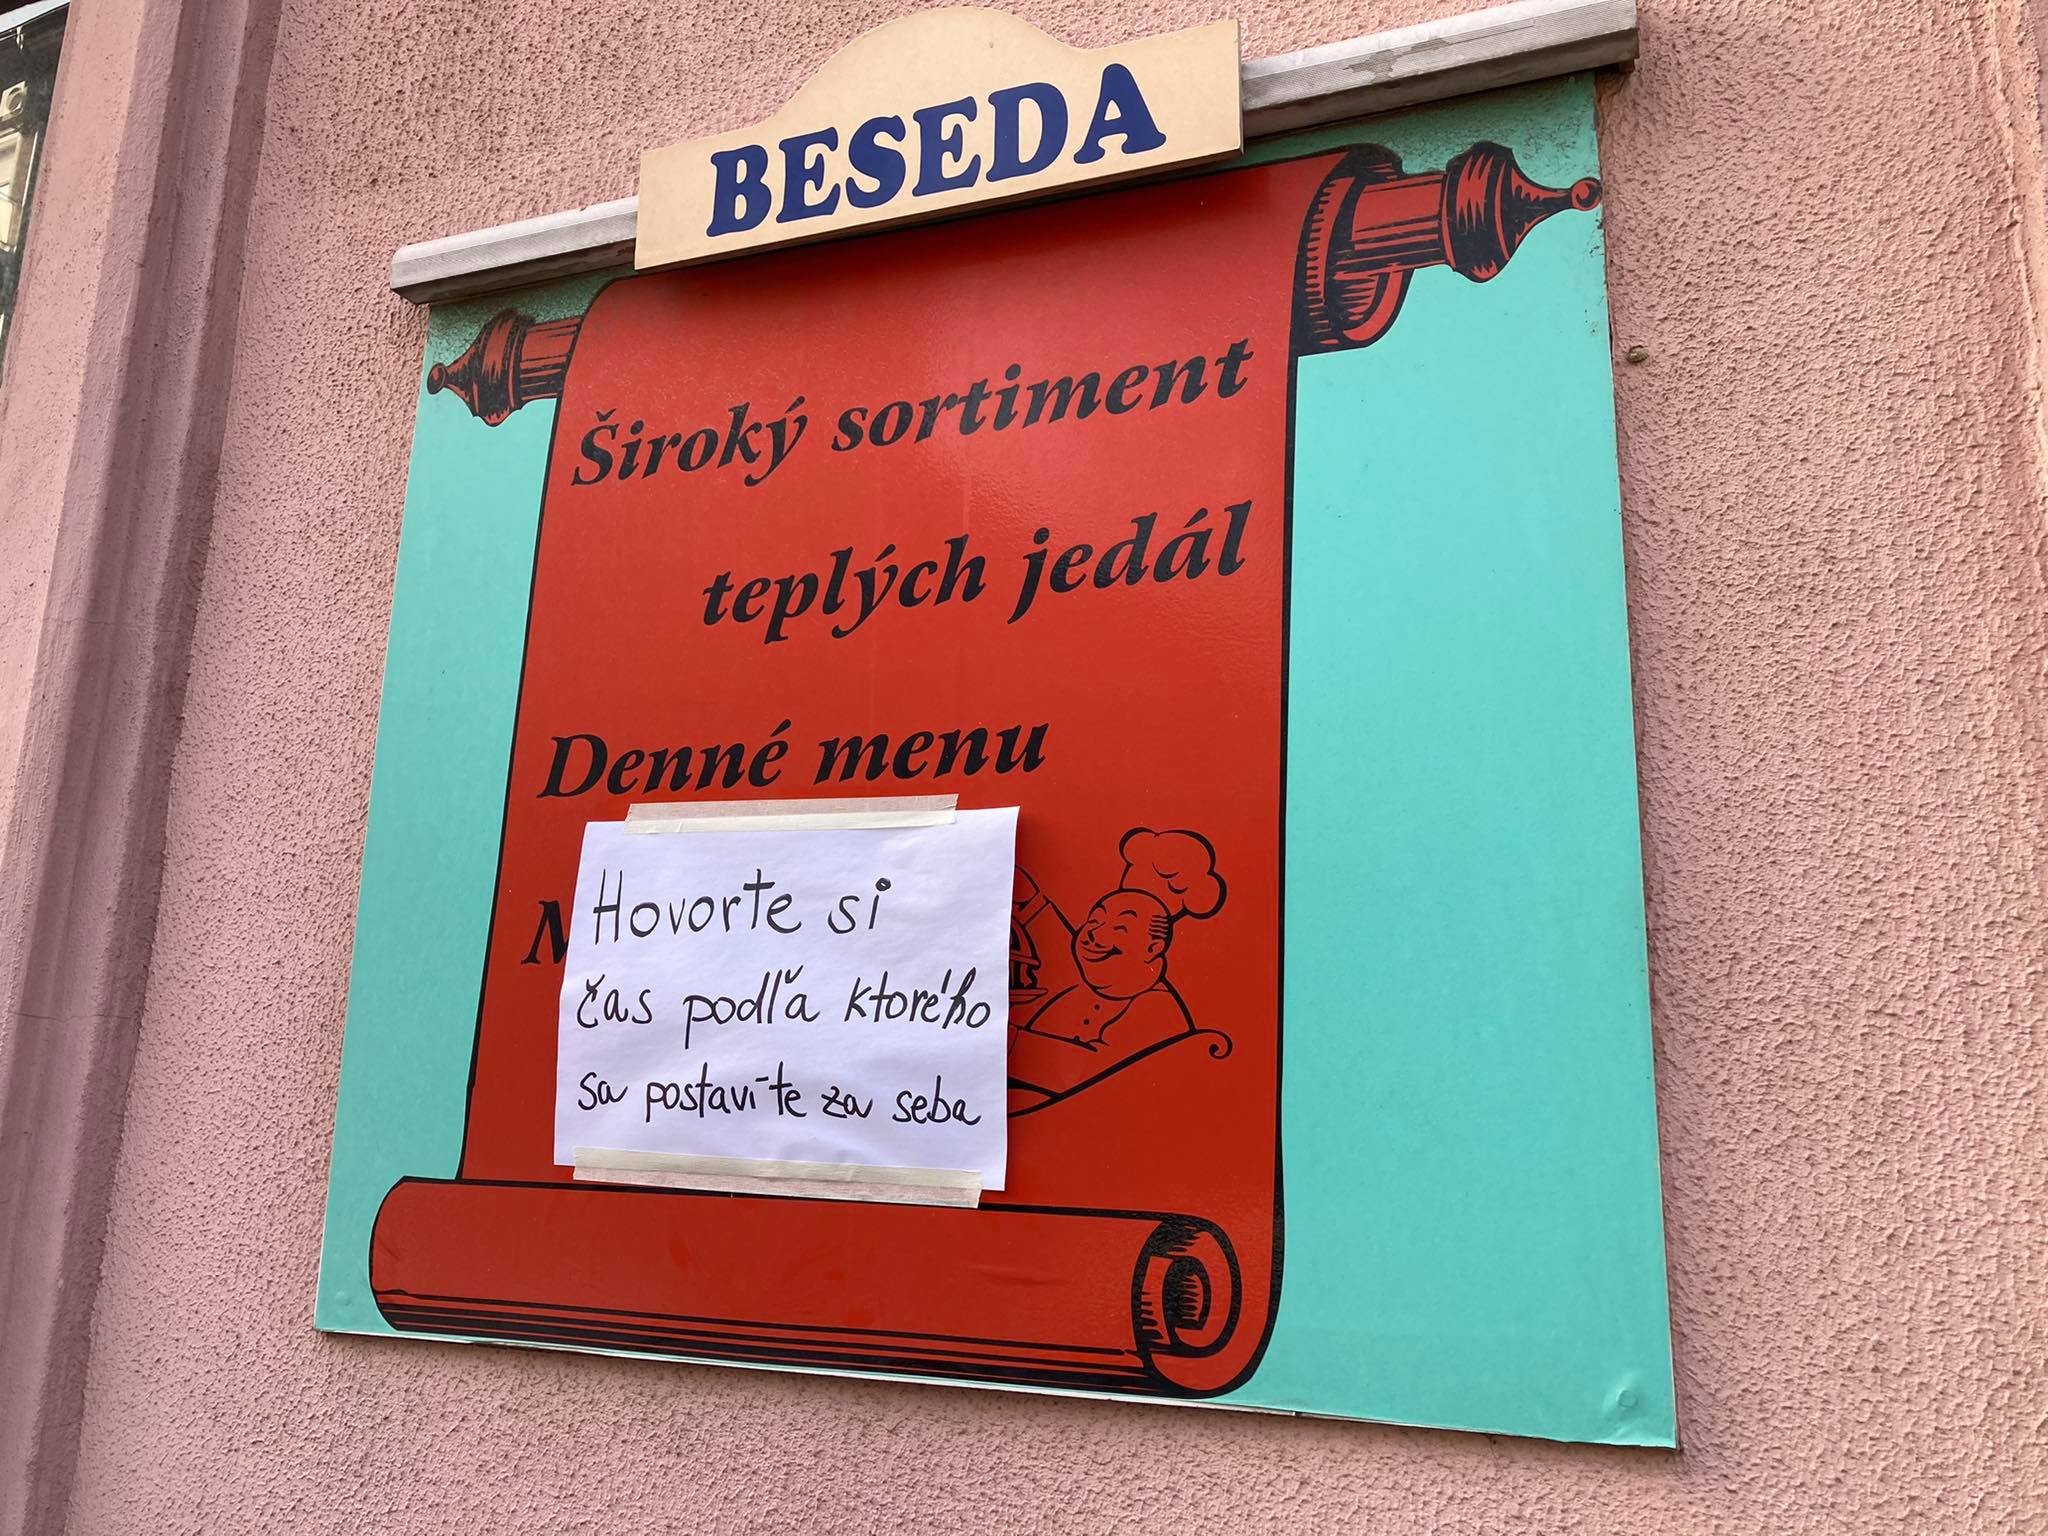 BESEDA
Široký sortiment
teplých jedál
Denné menu
Hovorte si
čas podľa ktorého
sa postavíte za seba